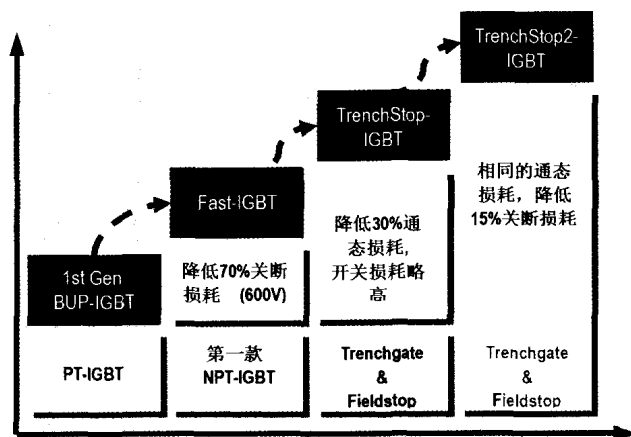 TrenchStop2-
IGBT
TrenchStop-
IGBT
Fast-IGBT
1st Gen
BUP-IGBT
相同的通态
损耗，降低
15%关断损耗
降低30%通
态损耗，
开关损耗略
高
降低70%关断
损耗 (600V)
PT-IGBT
第一款
NPT-IGBT
Trenchgate
&
Fieldstop
Trenchgate
&
Fieldstop